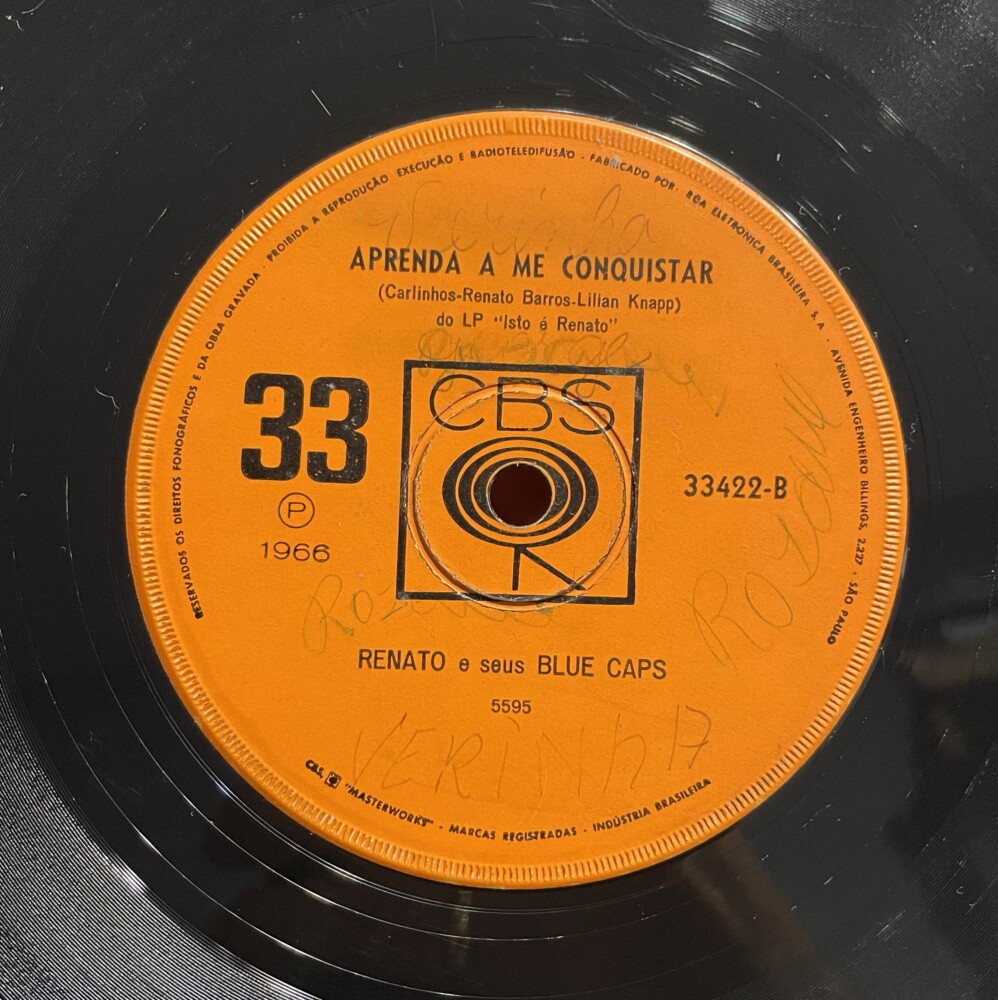 RESERVADOS OS DIREITOS FONOGRÁFICOS E DA OBRA GRAVADA · PROIBIDA A REPRODUÇÃO EXECUÇÃO E RADIOTELEDIFUSÃO · FABRICADO POR: RCA ELETRONICA BRASILEIRA S. A. · AVENIDA ENGENHEIRO BILLINGS, 2.227 · SÃO PAULO
Verinha
APRENDA A ME CONQUISTAR
(Carlinhos-Renato Barros-Lilian Knapp)
do LP "Isto é Renato"
CBS
33
33422-B
P
1966
RENATO e seus BLUE CAPS
5595
VERINhA
CBS, "MASTERWORKS" - MARCAS REGISTRADAS - INDÚSTRIA BRASILEIRA